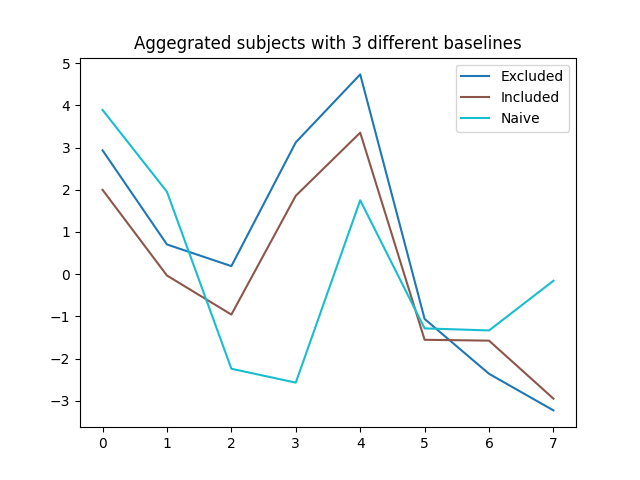 Aggegrated subjects with 3 different baselines
5
4
3
2
1
0
−1
−2
−3
Excluded
Included
Naive
0 1 2 3 4 5 6 7